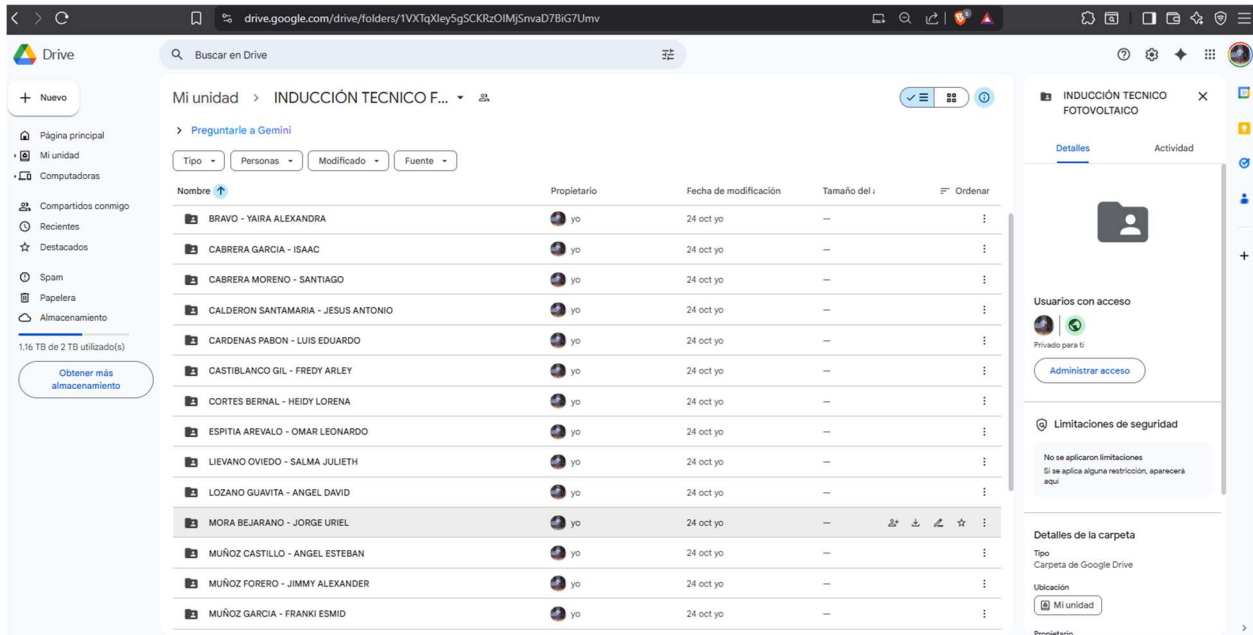 drive.google.com/drive/folders/1VXTqXIey5gSCKRzOIMjSnvaD7BiG7Umv
Drive
Buscar en Drive
Nuevo
Página principal
Mi unidad
Computadoras
Compartidos conmigo
Recientes
Destacados
Spam
Papelera
Almacenamiento
1.16 TB de 2 TB utilizado(s)
Obtener más
almacenamiento
Mi unidad > INDUCCIÓN TECNICO F...
Preguntarle a Gemini
Tipo Personas Modificado Fuente
Nombre Propietario Fecha de modificación Tamaño del Ordenar
BRAVO - YAIRA ALEXANDRA yo 24 oct yo —
CABRERA GARCIA - ISAAC yo 24 oct yo —
CABRERA MORENO - SANTIAGO yo 24 oct yo —
CALDERON SANTAMARIA - JESUS ANTONIO yo 24 oct yo —
CARDENAS PABON - LUIS EDUARDO yo 24 oct yo —
CASTIBLANCO GIL - FREDY ARLEY yo 24 oct yo —
CORTES BERNAL - HEIDY LORENA yo 24 oct yo —
ESPITIA AREVALO - OMAR LEONARDO yo 24 oct yo —
LIEVANO OVIEDO - SALMA JULIETH yo 24 oct yo —
LOZANO GUAVITA - ANGEL DAVID yo 24 oct yo —
MORA BEJARANO - JORGE URIEL yo 24 oct yo —
MUÑOZ CASTILLO - ANGEL ESTEBAN yo 24 oct yo —
MUÑOZ FORERO - JIMMY ALEXANDER yo 24 oct yo —
MUÑOZ GARCIA - FRANKI ESMID yo 24 oct yo —
INDUCCIÓN TECNICO
FOTOVOLTAICO
Detalles Actividad
Usuarios con acceso
Privado para ti
Administrar acceso
Limitaciones de seguridad
No se aplicaron limitaciones
Si se aplica alguna restricción, aparecerá
aquí
Detalles de la carpeta
Tipo
Carpeta de Google Drive
Ubicación
Mi unidad
Propietario